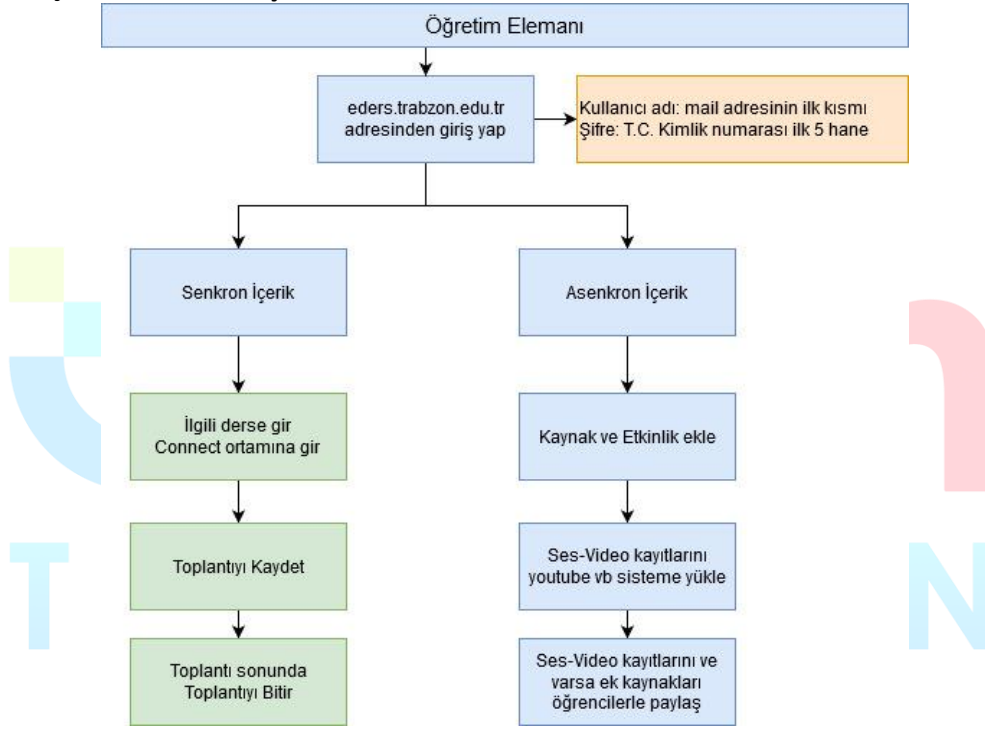 Öğretim Elemanı
eders.trabzon.edu.tr
adresinden giriş yap
Kullanıcı adı: mail adresinin ilk kısmı
Şifre: T.C. Kimlik numarası ilk 5 hane
Senkron İçerik
Asenkron İçerik
İlgili derse gir
Connect ortamına gir
Kaynak ve Etkinlik ekle
Toplantıyı Kaydet
Ses-Video kayıtlarını
youtube vb sisteme yükle
Toplantı sonunda
Toplantıyı Bitir
Ses-Video kayıtlarını ve
varsa ek kaynakları
öğrencilerle paylaş
T
N